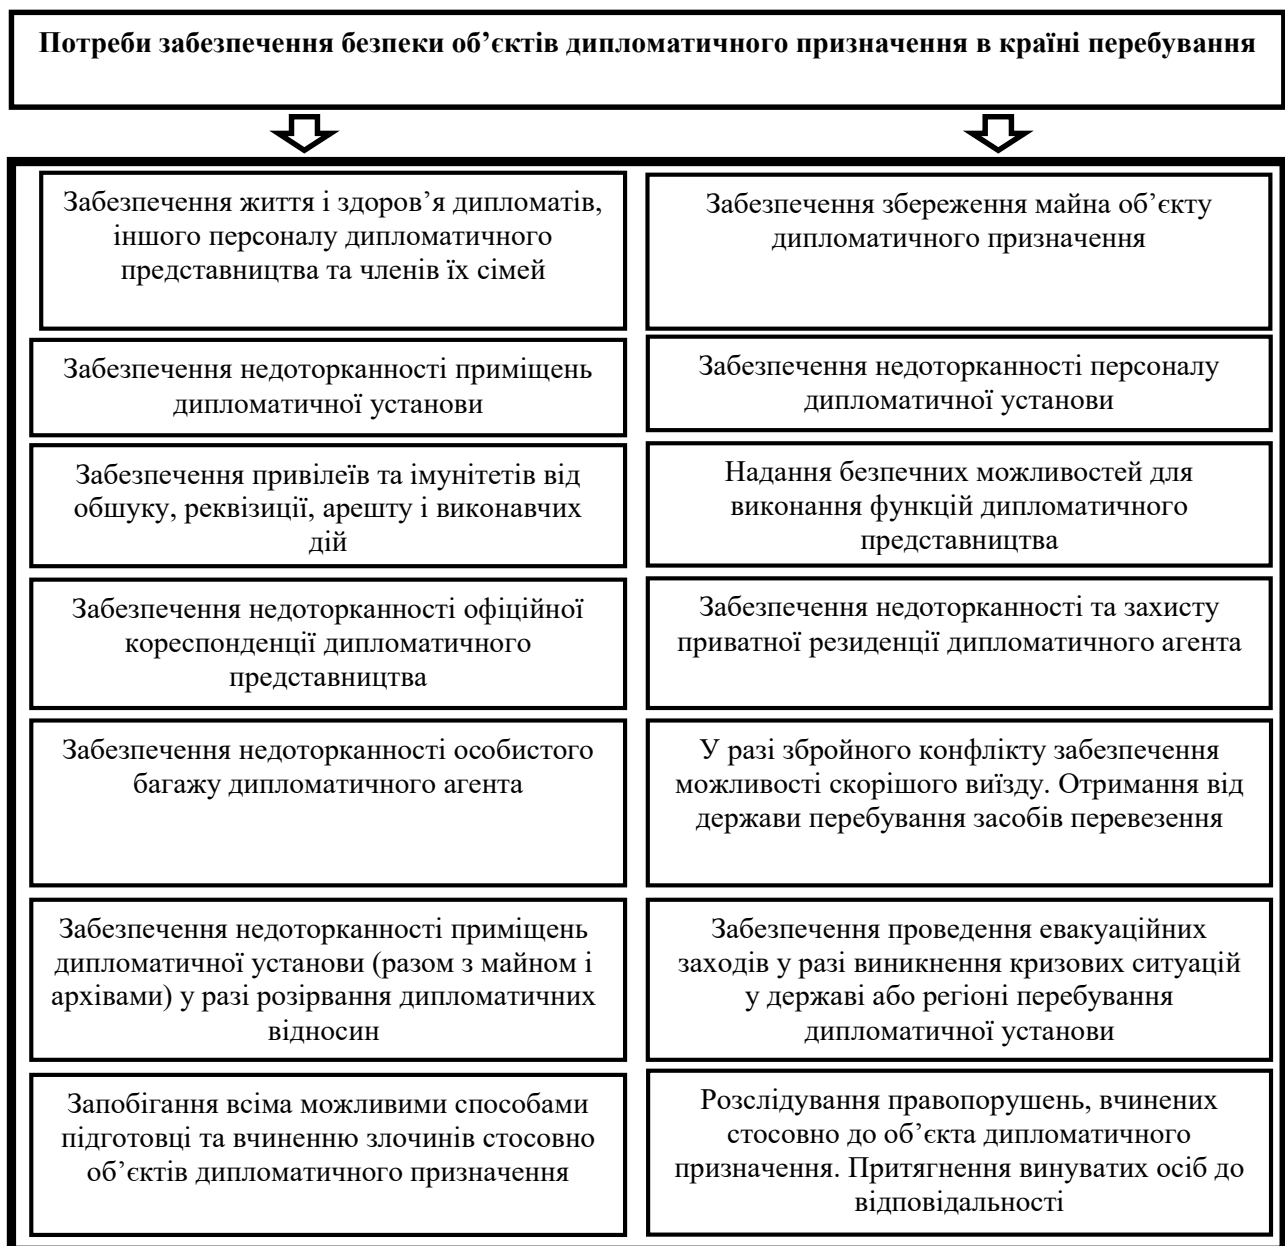 Потреби забезпечення безпеки об’єктів дипломатичного призначення в країні перебування
Забезпечення життя і здоров’я дипломатів,
іншого персоналу дипломатичного
представництва та членів їх сімей
Забезпечення збереження майна об’єкту
дипломатичного призначення
Забезпечення недоторканності приміщень
дипломатичної установи
Забезпечення недоторканності персоналу
дипломатичної установи
Забезпечення привілеїв та імунітетів від
обшуку, реквізиції, арешту і виконавчих
дій
Надання безпечних можливостей для
виконання функцій дипломатичного
представництва
Забезпечення недоторканності офіційної
кореспонденції дипломатичного
представництва
Забезпечення недоторканності та захисту
приватної резиденції дипломатичного агента
Забезпечення недоторканності особистого
багажу дипломатичного агента
У разі збройного конфлікту забезпечення
можливості скорішого виїзду. Отримання від
держави перебування засобів перевезення
Забезпечення недоторканності приміщень
дипломатичної установи (разом з майном і
архівами) у разі розірвання дипломатичних
відносин
Забезпечення проведення евакуаційних
заходів у разі виникнення кризових ситуацій
у державі або регіоні перебування
дипломатичної установи
Запобігання всіма можливими способами
підготовці та вчиненню злочинів стосовно
об’єктів дипломатичного призначення
Розслідування правопорушень, вчинених
стосовно до об’єкта дипломатичного
призначення. Притягнення винуватих осіб до
відповідальності